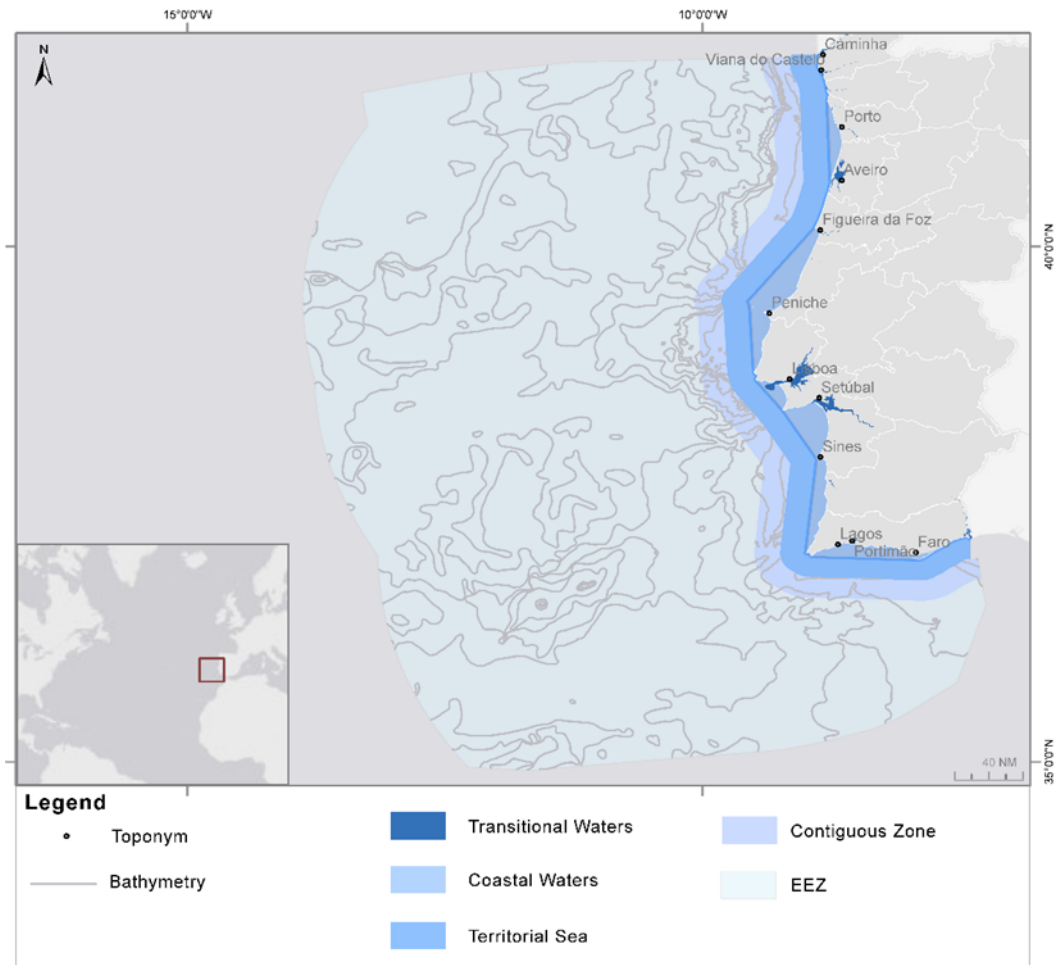 15°0'0"W
10°0'0"W
N
Caminha
Viana do Castelo
Porto
Aveiro
Figueira da Foz
40°0'0"N
Peniche
Lisboa
Setúbal
Sines
Lagos
Portimão
Faro
35°0'0"N
40 NM
Legend
Toponym
Bathymetry
Transitional Waters
Coastal Waters
Territorial Sea
Contiguous Zone
EEZ